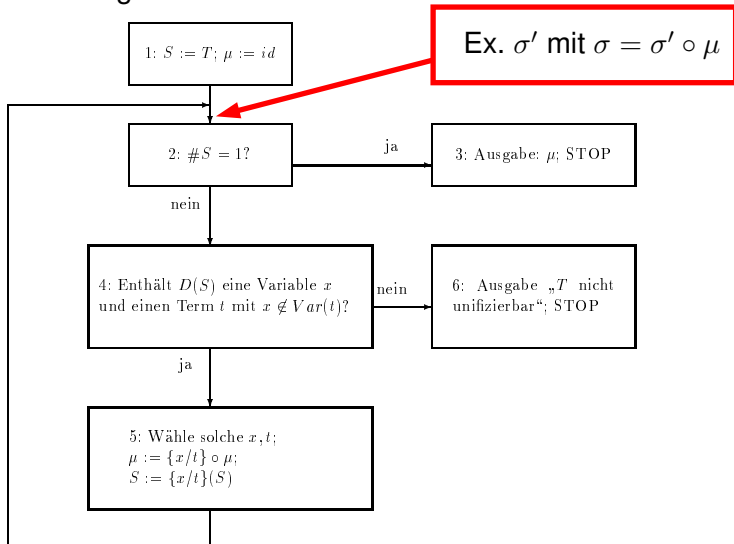 1: S := T; μ := id
Ex. σ′ mit σ = σ′ ∘ μ
2: #S = 1?
ja
3: Ausgabe: μ; STOP
nein
4: Enthält D(S) eine Variable x
und einen Term t mit x ∉ Var(t)?
nein
6: Ausgabe „T nicht
unifizierbar“; STOP
ja
5: Wähle solche x, t;
μ := {x/t} ∘ μ;
S := {x/t}(S)